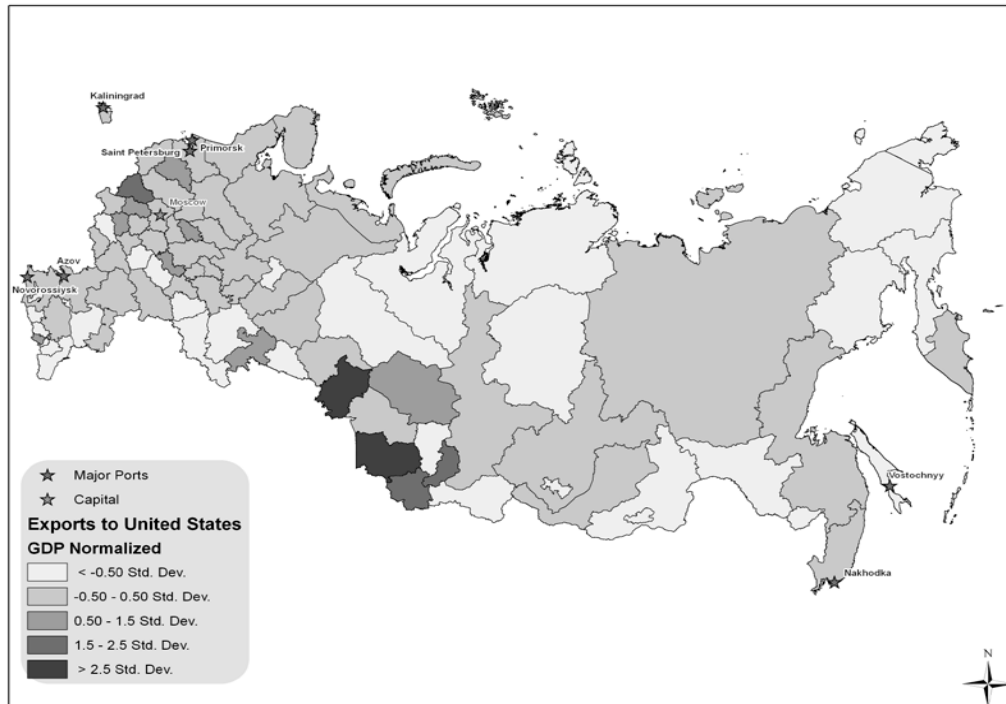 Kaliningrad
Saint Petersburg
Primorsk
Moscow
Azov
Novorossiysk
Vostochnyy
Nakhodka
Major Ports
Capital
Exports to United States
GDP Normalized
< -0.50 Std. Dev.
-0.50 - 0.50 Std. Dev.
0.50 - 1.5 Std. Dev.
1.5 - 2.5 Std. Dev.
> 2.5 Std. Dev.
N